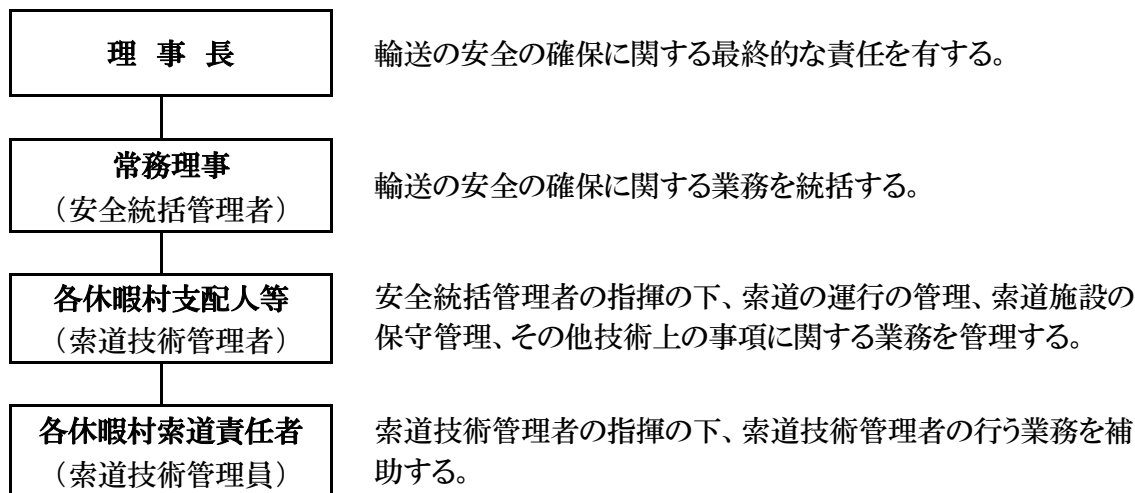 理 事 長
輸送の安全の確保に関する最終的な責任を有する。
常務理事
（安全統括管理者）
輸送の安全の確保に関する業務を統括する。
各休暇村支配人等
（索道技術管理者）
安全統括管理者の指揮の下、索道の運行の管理、索道施設の
保守管理、その他技術上の事項に関する業務を管理する。
各休暇村索道責任者
（索道技術管理員）
索道技術管理者の指揮の下、索道技術管理者の行う業務を補
助する。